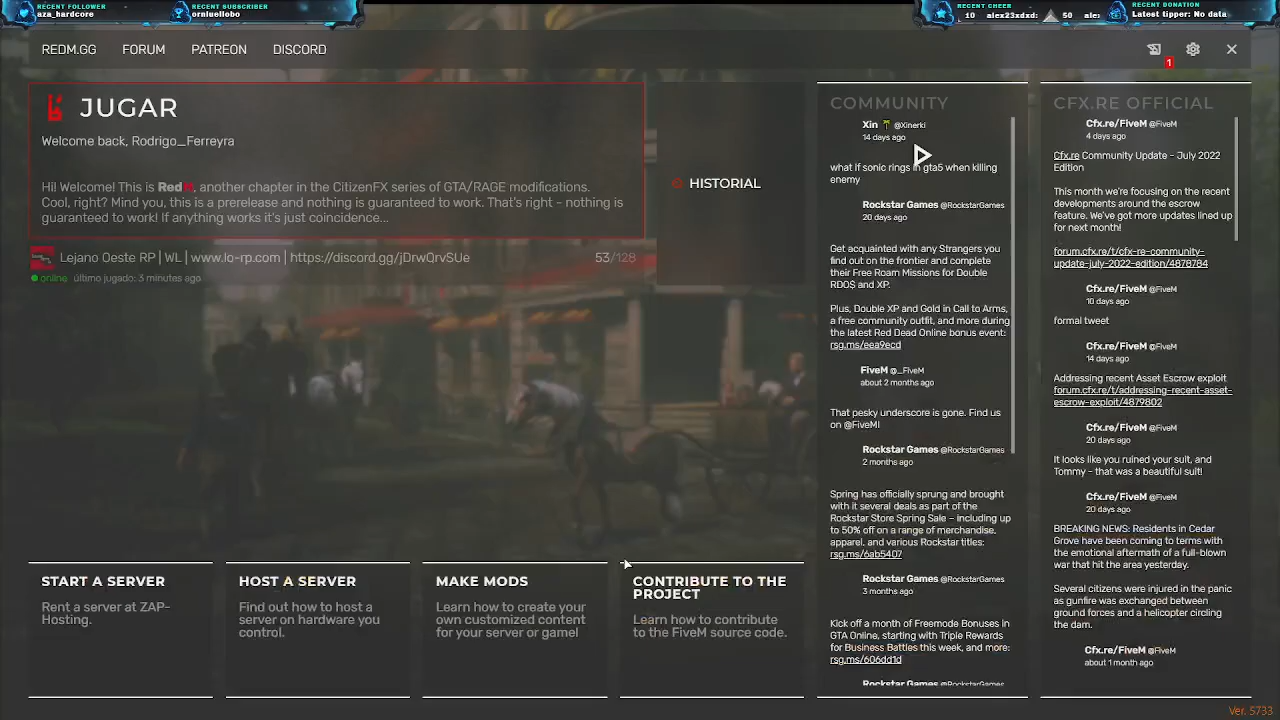 RECENT FOLLOWER
aza_hardcore
RECENT SUBSCRIBER
orniuellobo
RECENT CHEER
10 alex23xdxd: 50 ale:
RECENT DONATION
Latest tipper: No data
REDM.GG FORUM PATREON DISCORD
1
JUGAR
Welcome back, Rodrigo_Ferreyra
Hi! Welcome! This is RedM, another chapter in the CitizenFX series of GTA/RAGE modifications.
Cool, right? Mind you, this is a prerelease and nothing is guaranteed to work. That's right - nothing is
guaranteed to work! If anything works it's just coincidence...
HISTORIAL
Lejano Oeste RP | WL | www.lo-rp.com | https://discord.gg/jDrwQrvSUe 53/128
online último jugado: 3 minutes ago.
START A SERVER
Rent a server at ZAP-
Hosting.
HOST A SERVER
Find out how to host a
server on hardware you
control.
MAKE MODS
Learn how to create your
own customized content
for your server or game!
CONTRIBUTE TO THE
PROJECT
Learn how to contribute
to the FiveM source code.
COMMUNITY
Xin @Xinerki
14 days ago
what if sonic rings in gta5 when killing
enemy
Rockstar Games @RockstarGames
20 days ago
Get acquainted with any Strangers you
find out on the frontier and complete
their Free Roam Missions for Double
RDO$ and XP.
Plus, Double XP and Gold in Call to Arms,
a free community outfit, and more during
the latest Red Dead Online bonus event:
rsg.ms/eea9ecd
FiveM @_FiveM
about 2 months ago
That pesky underscore is gone. Find us
on @FiveM!
Rockstar Games @RockstarGames
2 months ago
Spring has officially sprung and brought
with it several deals as part of the
Rockstar Store Spring Sale - including up
to 50% off on a range of merchandise,
apparel, and various Rockstar titles:
rsg.ms/6ab5407
Rockstar Games @RockstarGames
3 months ago
Kick off a month of Freemode Bonuses in
GTA Online, starting with Triple Rewards
for Business Battles this week, and more:
rsg.ms/606dd1d
Rockstar Games @RockstarGames
CFX.RE OFFICIAL
Cfx.re/FiveM @FiveM
4 days ago
Cfx.re Community Update - July 2022
Edition
This month we're focusing on the recent
developments around the escrow
feature. We've got more updates lined up
for next month!
forum.cfx.re/t/cfx-re-community-
update-july-2022-edition/4878784
Cfx.re/FiveM @FiveM
10 days ago
formal tweet
Cfx.re/FiveM @FiveM
14 days ago
Addressing recent Asset Escrow exploit
forum.cfx.re/t/addressing-recent-asset-
escrow-exploit/4879802
Cfx.re/FiveM @FiveM
20 days ago
It looks like you ruined your suit, and
Tommy - that was a beautiful suit!
Cfx.re/FiveM @FiveM
20 days ago
BREAKING NEWS: Residents in Cedar
Grove have been coming to terms with
the emotional aftermath of a full-blown
war that hit the area yesterday.
Several citizens were injured in the panic
as gunfire was exchanged between
ground forces and a helicopter circling
the dam.
Cfx.re/FiveM @FiveM
about 1 month ago
Ver. 5733